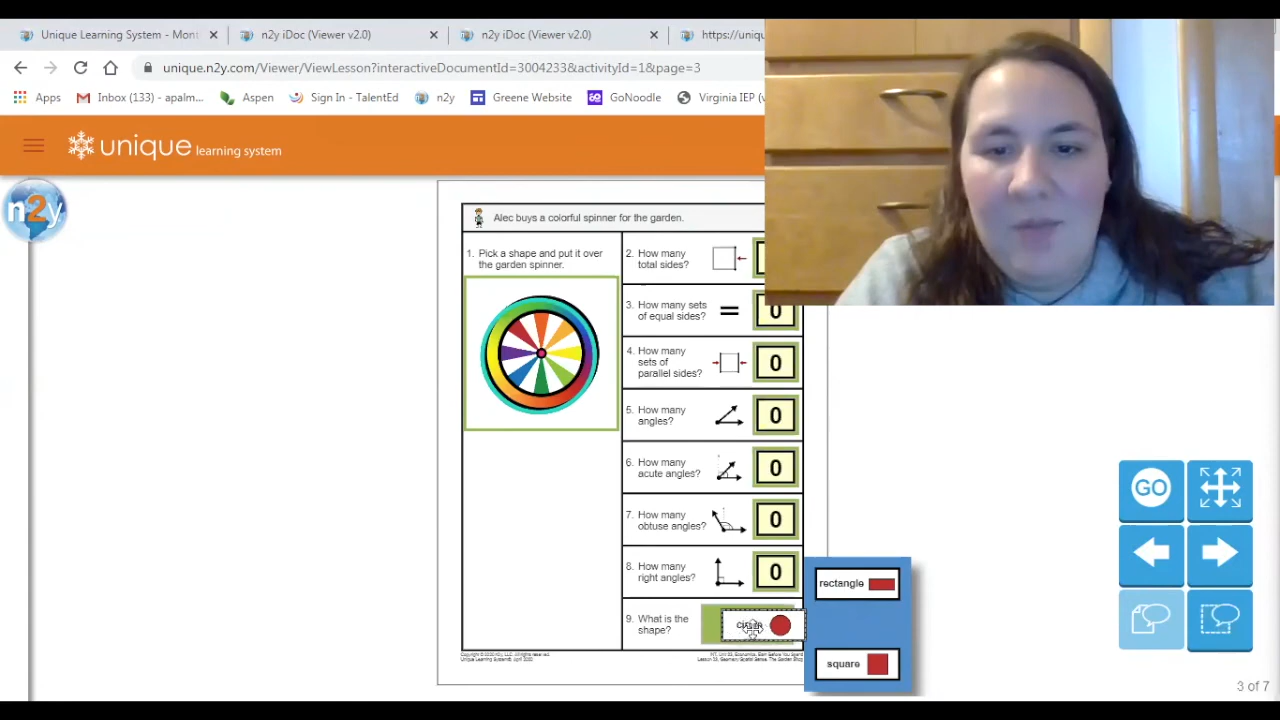 Unique Learning System - Mont
n2y iDoc (Viewer v2.0)
n2y iDoc (Viewer v2.0)
https://uniqu
unique.n2y.com/Viewer/ViewLesson?interactiveDocumentId=3004233&activityId=1&page=3
Apps
Inbox (133) - apalm...
Aspen
Sign In - TalentEd
n2y
Greene Website
GoNoodle
Virginia IEP (v
unique learning system
n2y
Alec buys a colorful spinner for the garden.
1. Pick a shape and put it over
the garden spinner.
2. How many
total sides?
3. How many sets
of equal sides?
=
0
4. How many
sets of
parallel sides?
0
5. How many
angles?
0
6. How many
acute angles?
0
7. How many
obtuse angles?
0
8. How many
right angles?
0
9. What is the
shape?
rectangle
square
GO
3 of 7